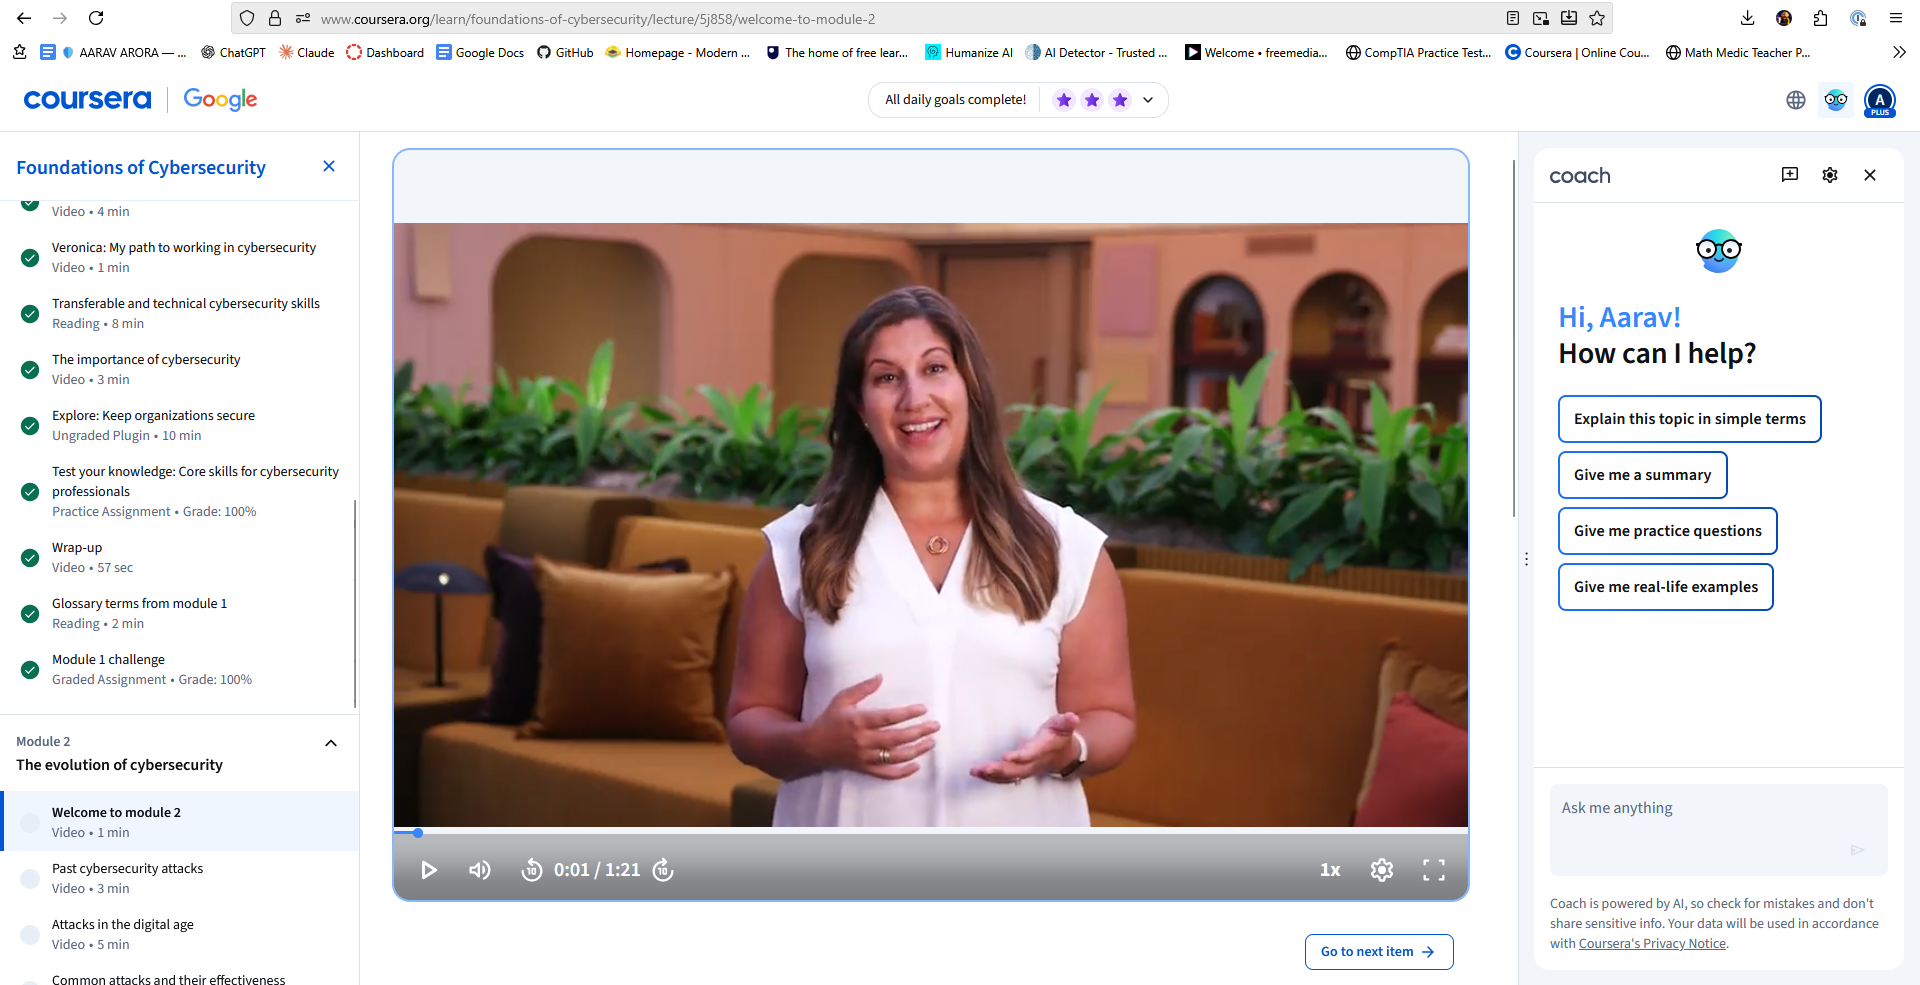 www.coursera.org/learn/foundations-of-cybersecurity/lecture/5j858/welcome-to-module-2
AARAV ARORA — ...
ChatGPT
Claude
Dashboard
Google Docs
GitHub
Homepage - Modern ...
The home of free lear...
Humanize AI
AI Detector - Trusted ...
Welcome • freemedia...
CompTIA Practice Test...
Coursera | Online Cou...
Math Medic Teacher P...
coursera
Google
All daily goals complete!
A
PLUS
Foundations of Cybersecurity
Video • 4 min
Veronica: My path to working in cybersecurity
Video • 1 min
Transferable and technical cybersecurity skills
Reading • 8 min
The importance of cybersecurity
Video • 3 min
Explore: Keep organizations secure
Ungraded Plugin • 10 min
Test your knowledge: Core skills for cybersecurity
professionals
Practice Assignment • Grade: 100%
Wrap-up
Video • 57 sec
Glossary terms from module 1
Reading • 2 min
Module 1 challenge
Graded Assignment • Grade: 100%
Module 2
The evolution of cybersecurity
Welcome to module 2
Video • 1 min
Past cybersecurity attacks
Video • 3 min
Attacks in the digital age
Video • 5 min
Common attacks and their effectiveness
10
0:01 / 1:21
10
1x
Go to next item
coach
Hi, Aarav!
How can I help?
Explain this topic in simple terms
Give me a summary
Give me practice questions
Give me real-life examples
Ask me anything
Coach is powered by AI, so check for mistakes and don't
share sensitive info. Your data will be used in accordance
with Coursera's Privacy Notice.